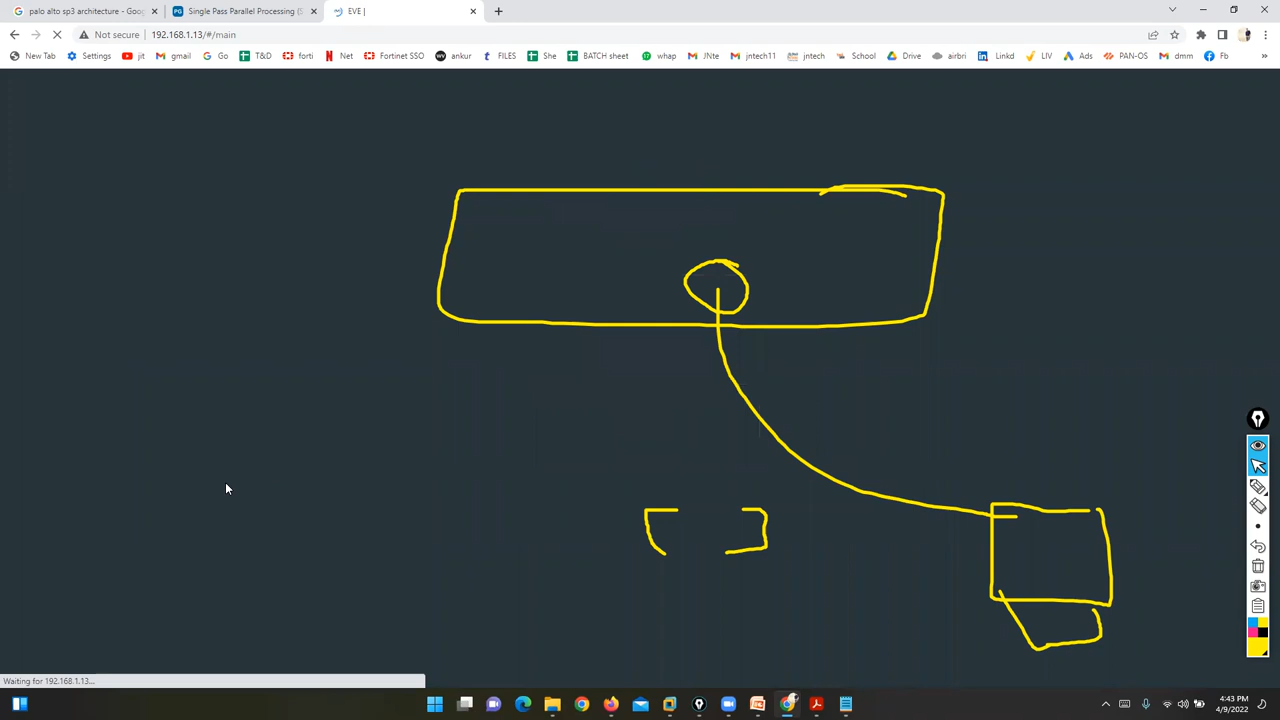 palo alto sp3 architecture - Goog
Single Pass Parallel Processing (S
EVE |
Not secure
192.168.1.13/#/main
New Tab
Settings
jit
gmail
Go
T&D
forti
Net
Fortinet SSO
ankur
FILES
She
BATCH sheet
whap
JNte
jntech11
jntech
School
Drive
airbri
Linkd
LIV
Ads
PAN-OS
dmm
Fb
Waiting for 192.168.1.13...
4:43 PM
4/9/2022